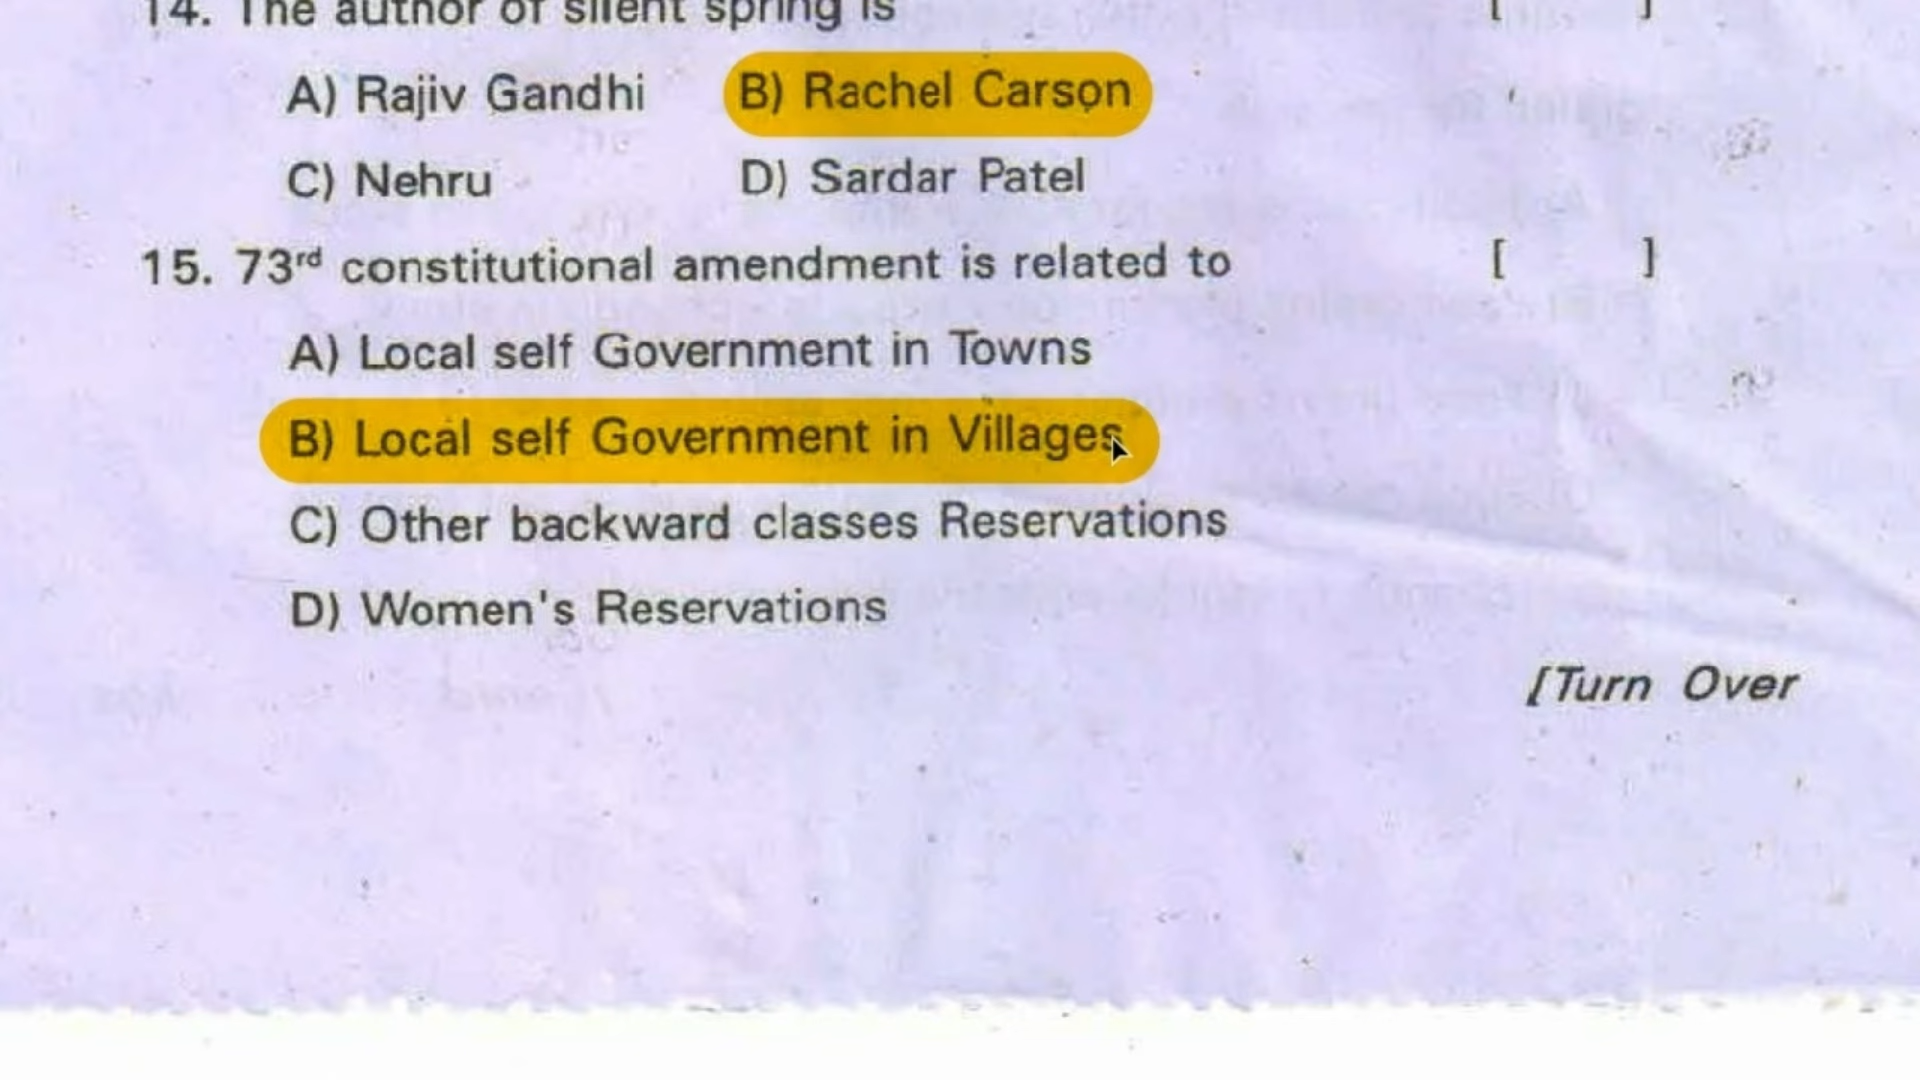 14. The author of silent spring is [ ]
A) Rajiv Gandhi B) Rachel Carson
C) Nehru D) Sardar Patel
15. 73rd constitutional amendment is related to [ ]
A) Local self Government in Towns
B) Local self Government in Villages
C) Other backward classes Reservations
D) Women's Reservations
[Turn Over